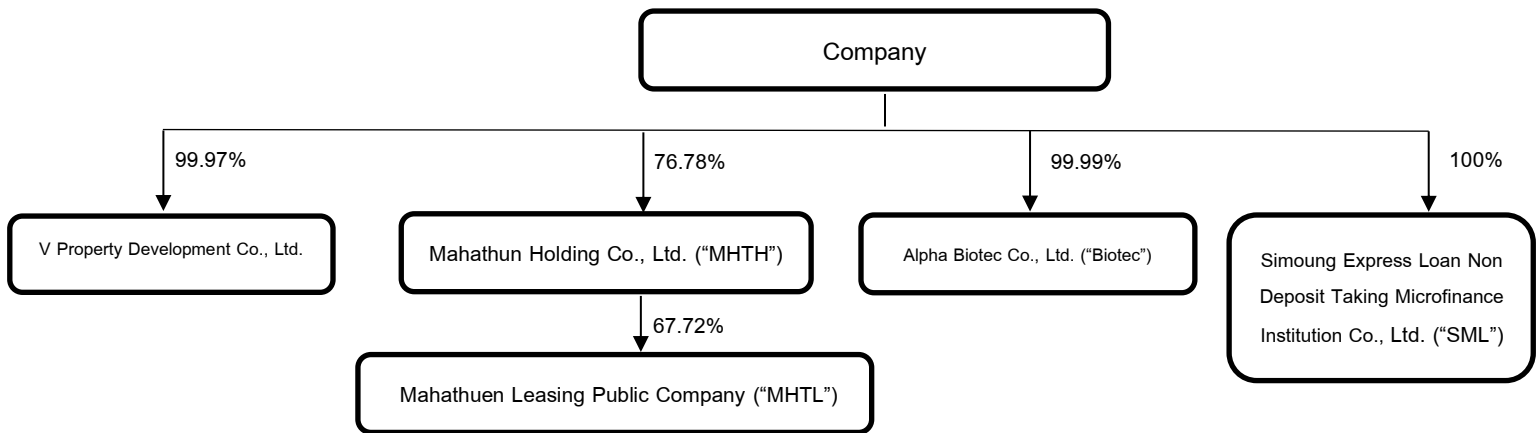 Company
99.97%
76.78%
99.99%
100%
V Property Development Co., Ltd.
Mahathun Holding Co., Ltd. (“MHTH”)
Alpha Biotec Co., Ltd. (“Biotec”)
Simoung Express Loan Non
Deposit Taking Microfinance
Institution Co., Ltd. (“SML”)
67.72%
Mahathuen Leasing Public Company (“MHTL”)